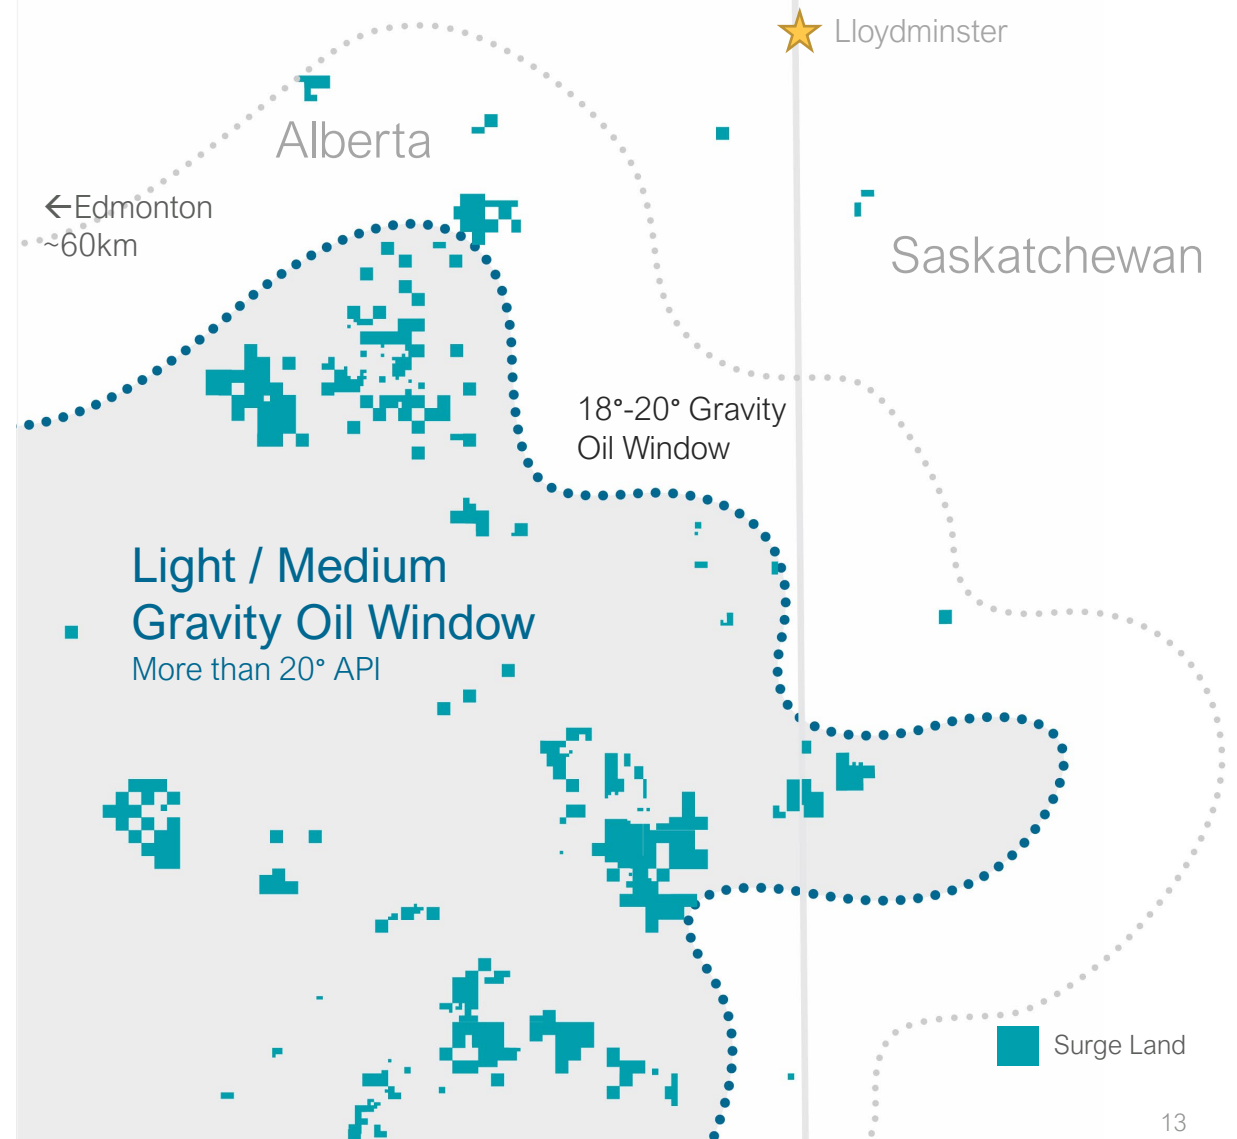 Lloydminster
Alberta
←Edmonton
~60km
Saskatchewan
18°-20° Gravity
Oil Window
Light / Medium
Gravity Oil Window
More than 20° API
Surge Land
13